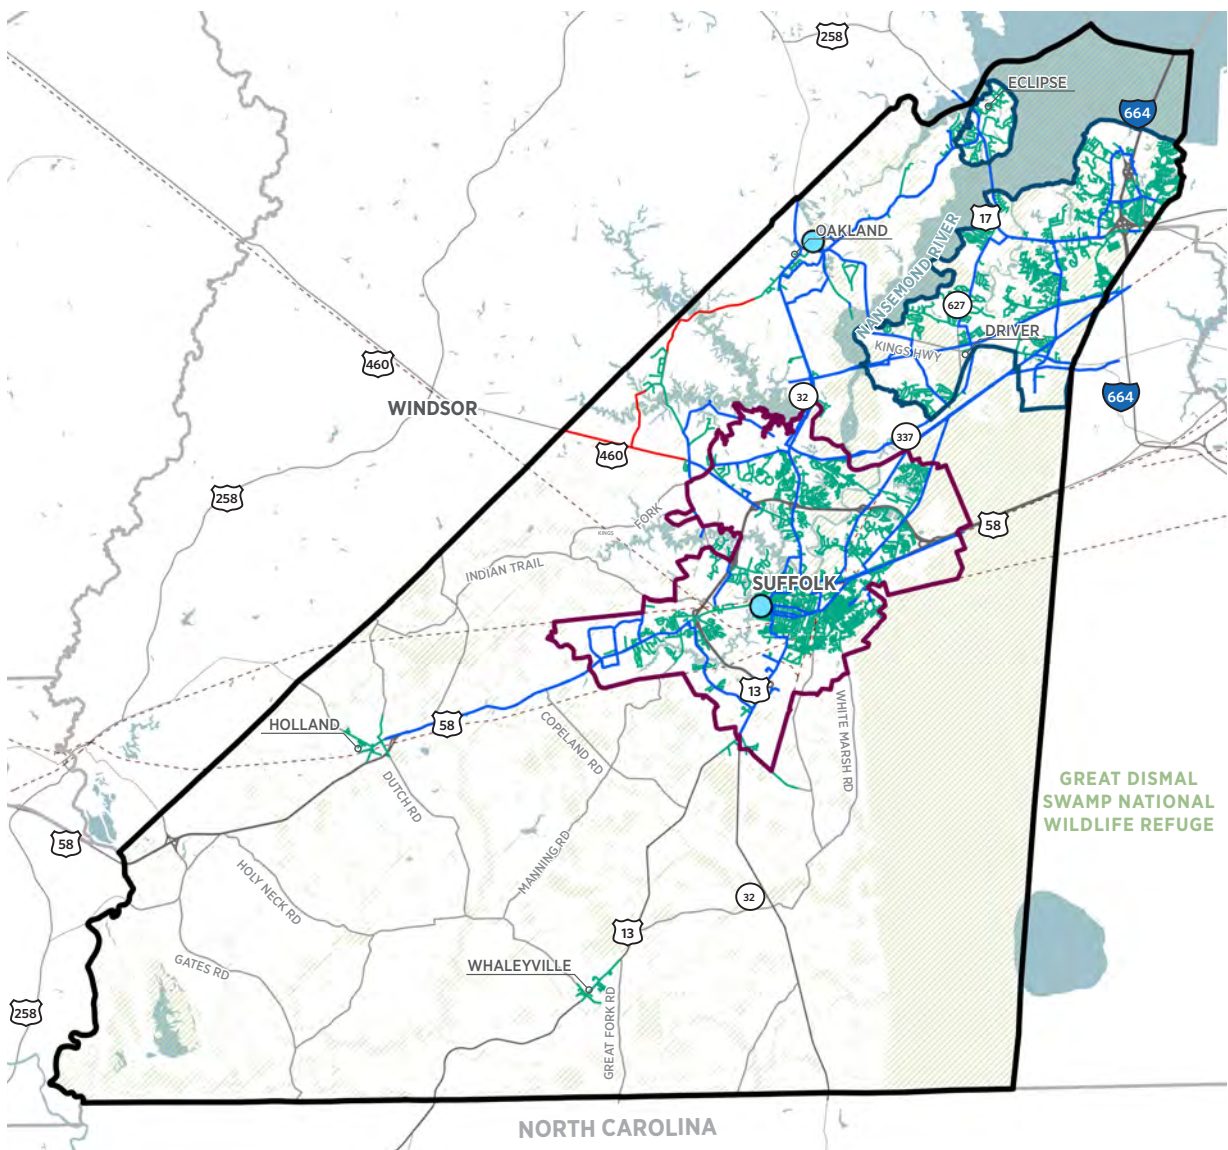 258
ECLIPSE
664
17
OAKLAND
NANSEMOND RIVER
627
DRIVER
KINGS HWY
460
664
32
WINDSOR
337
460
258
58
KINGS
FORK
INDIAN TRAIL
SUFFOLK
13
HOLLAND
58
COPELAND RD
WHITE MARSH RD
DUTCH RD
GREAT DISMAL
SWAMP NATIONAL
WILDLIFE REFUGE
58
MANNING RD
HOLY NECK RD
32
13
GATES RD
WHALEYVILLE
258
GREAT FORK RD
NORTH CAROLINA